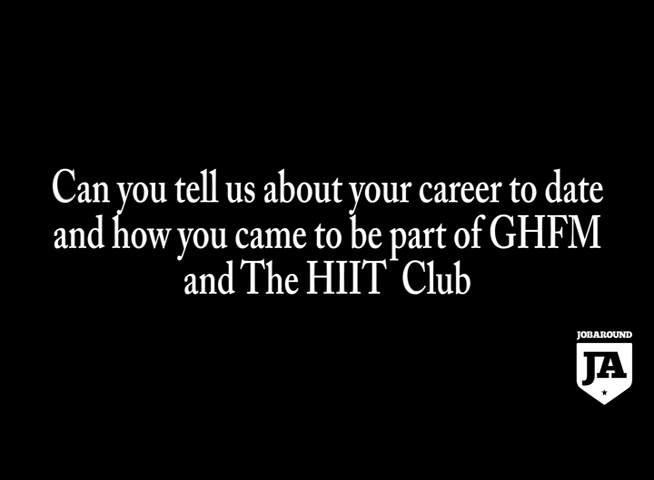 Can you tell us about your career to date
and how you came to be part of GHFM
and The HIIT Club
JOBAROUND
JA